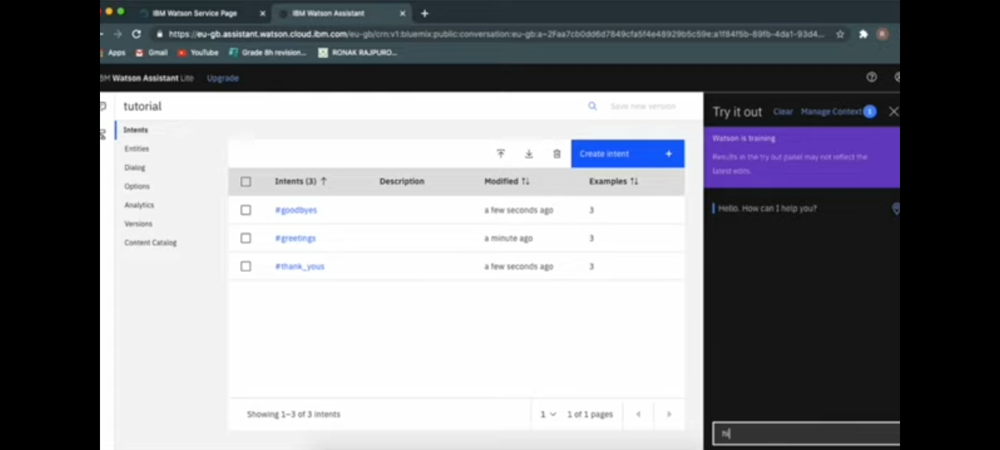 IBM Watson Service Page
IBM Watson Assistant
https://eu-gb.assistant.watson.cloud.ibm.com/eu-gb/crn:v1:bluemix:public:conversation:eu-gb:a~2Faa7cb0dd6d7849cfa5f4e48929b5c59e:a1f84f5b-89fb-4da1-93d4...
Apps Gmail YouTube Grade 8h revision... RONAK RAJPURO...
Watson Assistant Lite Upgrade
tutorial
Save new version
Intents
Entities
Dialog
Options
Analytics
Versions
Content Catalog
Create intent +
Intents (3) ↑ Description Modified ↑↓ Examples ↑↓
#goodbyes a few seconds ago 3
#greetings a minute ago 3
#thank_yous a few seconds ago 3
Showing 1–3 of 3 intents
1 1 of 1 pages
Try it out Clear Manage Context 1
Watson is training
Results in the try out panel may not reflect the
latest edits.
Hello. How can I help you?
hi